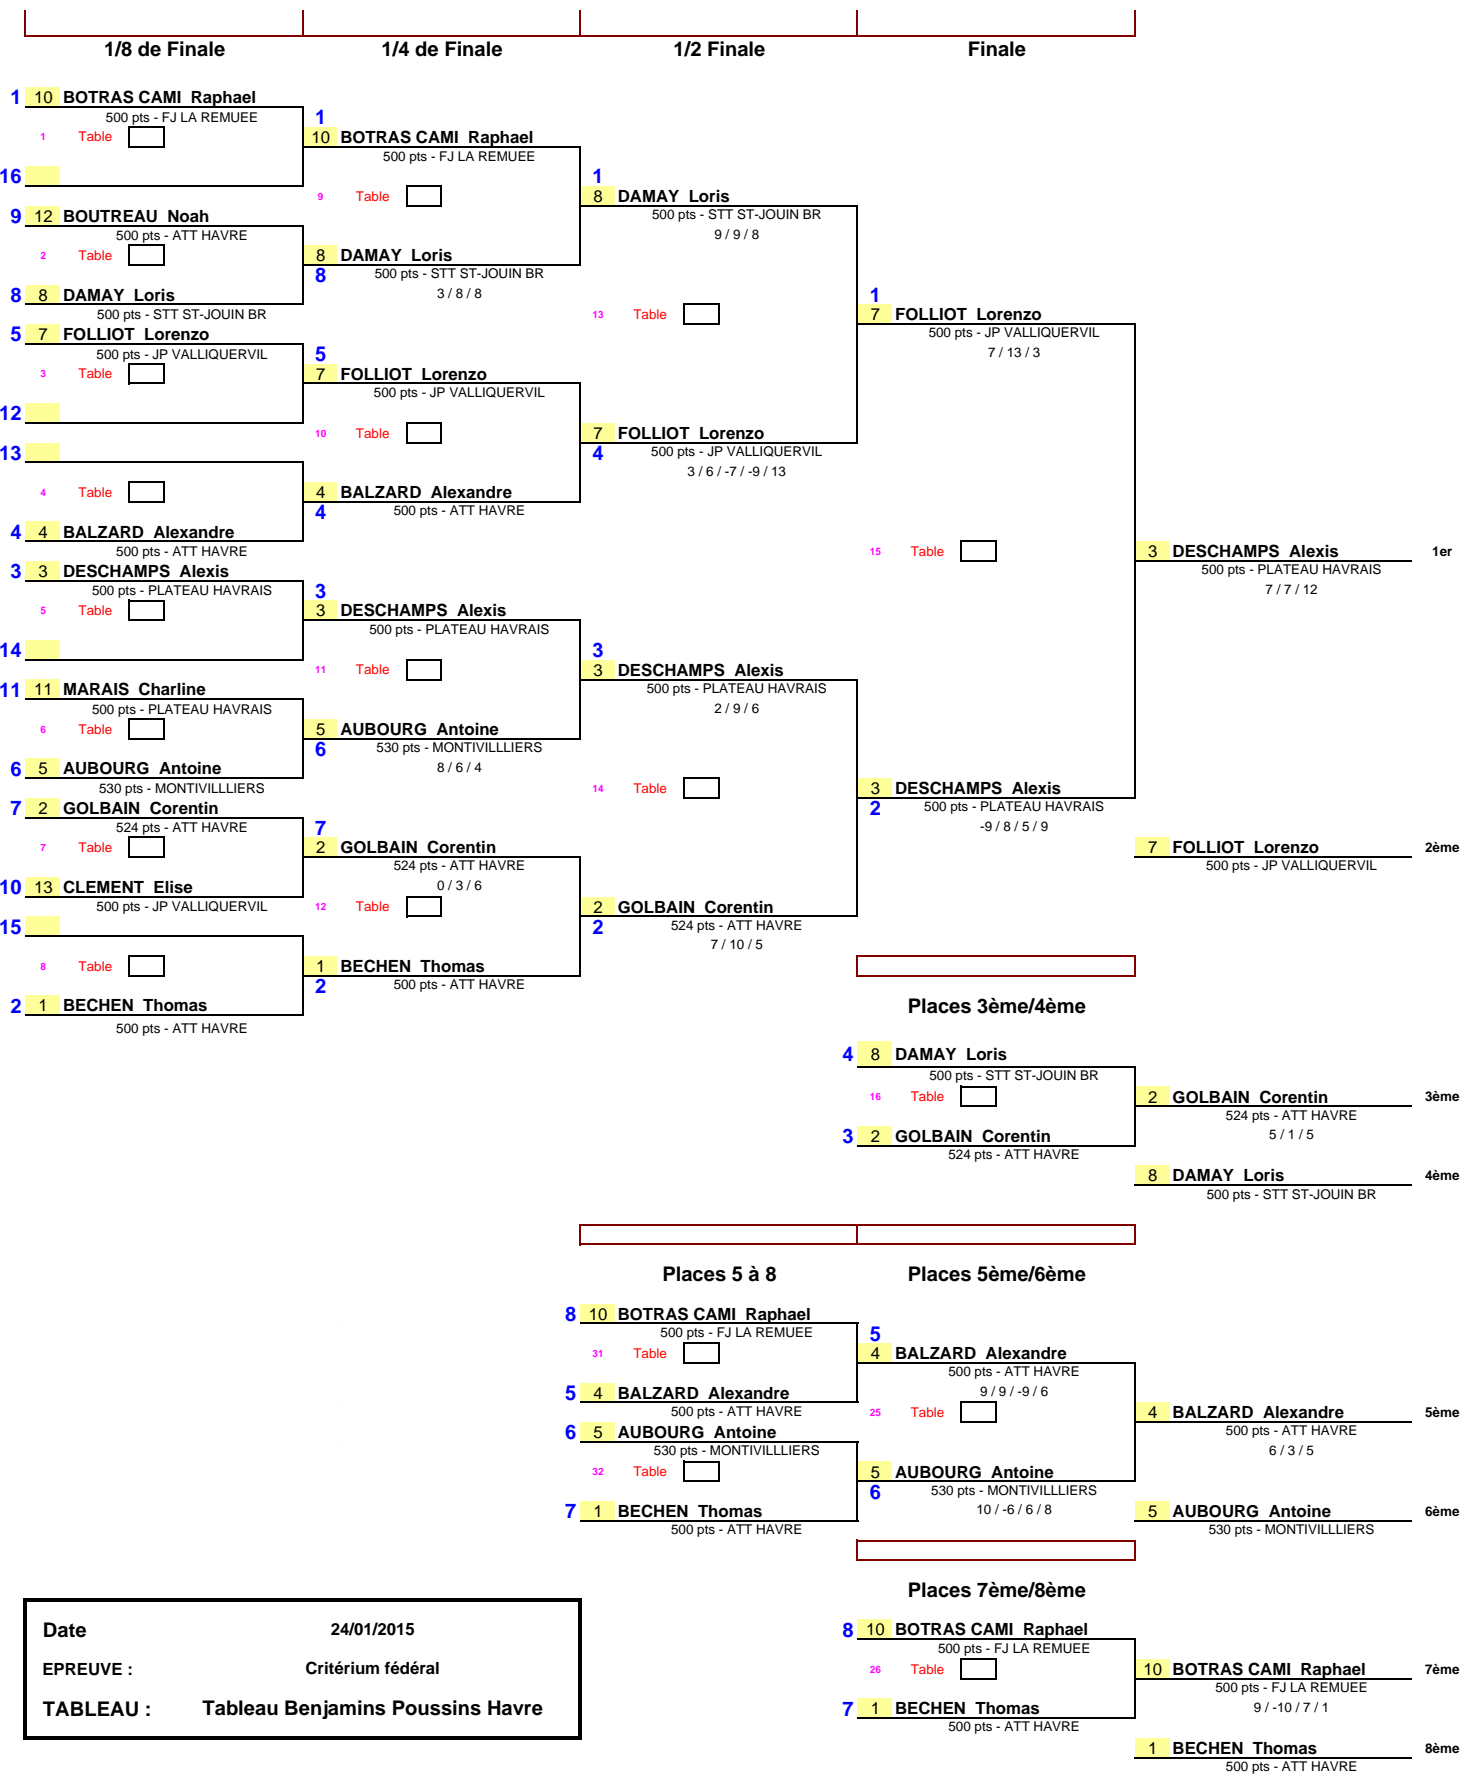 1/8 de Finale
1/4 de Finale
1/2 Finale
Finale
1 10 BOTRAS CAMI Raphael
500 pts - FJ LA REMUEE
1 Table
16
9 12 BOUTREAU Noah
500 pts - ATT HAVRE
2 Table
8 8 DAMAY Loris
500 pts - STT ST-JOUIN BR
5 7 FOLLIOT Lorenzo
500 pts - JP VALLIQUERVIL
3 Table
12
13
4 Table
4 4 BALZARD Alexandre
500 pts - ATT HAVRE
3 3 DESCHAMPS Alexis
500 pts - PLATEAU HAVRAIS
5 Table
14
11 11 MARAIS Charline
500 pts - PLATEAU HAVRAIS
6 Table
6 5 AUBOURG Antoine
530 pts - MONTIVILLLIERS
7 2 GOLBAIN Corentin
524 pts - ATT HAVRE
7 Table
10 13 CLEMENT Elise
500 pts - JP VALLIQUERVIL
15
8 Table
2 1 BECHEN Thomas
500 pts - ATT HAVRE
1
10 BOTRAS CAMI Raphael
500 pts - FJ LA REMUEE
9 Table
8 DAMAY Loris
8 500 pts - STT ST-JOUIN BR
3 / 8 / 8
5
7 FOLLIOT Lorenzo
500 pts - JP VALLIQUERVIL
10 Table
4 BALZARD Alexandre
4 500 pts - ATT HAVRE
3
3 DESCHAMPS Alexis
500 pts - PLATEAU HAVRAIS
11 Table
5 AUBOURG Antoine
6 530 pts - MONTIVILLLIERS
8 / 6 / 4
7
2 GOLBAIN Corentin
524 pts - ATT HAVRE
0 / 3 / 6
12 Table
1 BECHEN Thomas
2 500 pts - ATT HAVRE
1
8 DAMAY Loris
500 pts - STT ST-JOUIN BR
9 / 9 / 8
13 Table
7 FOLLIOT Lorenzo
4 500 pts - JP VALLIQUERVIL
3 / 6 / -7 / -9 / 13
3
3 DESCHAMPS Alexis
500 pts - PLATEAU HAVRAIS
2 / 9 / 6
14 Table
2 GOLBAIN Corentin
2 524 pts - ATT HAVRE
7 / 10 / 5
1
7 FOLLIOT Lorenzo
500 pts - JP VALLIQUERVIL
7 / 13 / 3
15 Table
3 DESCHAMPS Alexis
2 500 pts - PLATEAU HAVRAIS
-9 / 8 / 5 / 9
3 DESCHAMPS Alexis 1er
500 pts - PLATEAU HAVRAIS
7 / 7 / 12
7 FOLLIOT Lorenzo 2ème
500 pts - JP VALLIQUERVIL
Places 3ème/4ème
4 8 DAMAY Loris
500 pts - STT ST-JOUIN BR
16 Table
3 2 GOLBAIN Corentin
524 pts - ATT HAVRE
2 GOLBAIN Corentin 3ème
524 pts - ATT HAVRE
5 / 1 / 5
8 DAMAY Loris 4ème
500 pts - STT ST-JOUIN BR
Places 5 à 8
Places 5ème/6ème
8 10 BOTRAS CAMI Raphael
500 pts - FJ LA REMUEE
31 Table
5 4 BALZARD Alexandre
500 pts - ATT HAVRE
6 5 AUBOURG Antoine
530 pts - MONTIVILLLIERS
32 Table
7 1 BECHEN Thomas
500 pts - ATT HAVRE
5
4 BALZARD Alexandre
500 pts - ATT HAVRE
9 / 9 / -9 / 6
25 Table
5 AUBOURG Antoine
6 530 pts - MONTIVILLLIERS
10 / -6 / 6 / 8
4 BALZARD Alexandre 5ème
500 pts - ATT HAVRE
6 / 3 / 5
5 AUBOURG Antoine 6ème
530 pts - MONTIVILLLIERS
Places 7ème/8ème
8 10 BOTRAS CAMI Raphael
500 pts - FJ LA REMUEE
26 Table
7 1 BECHEN Thomas
500 pts - ATT HAVRE
10 BOTRAS CAMI Raphael 7ème
500 pts - FJ LA REMUEE
9 / -10 / 7 / 1
1 BECHEN Thomas 8ème
500 pts - ATT HAVRE
Date 24/01/2015
EPREUVE : Critérium fédéral
TABLEAU : Tableau Benjamins Poussins Havre